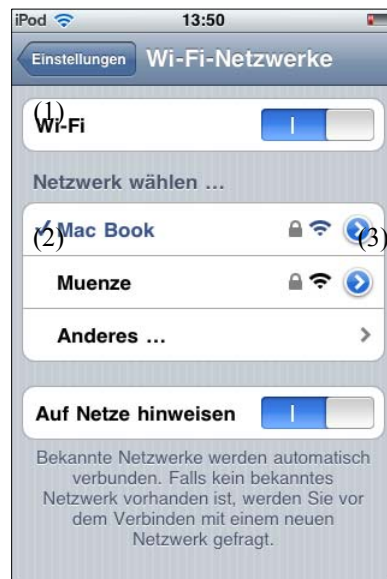 iPod 13:50
Einstellungen Wi-Fi-Netzwerke
(1)
Wi-Fi
Netzwerk wählen ...
(2) Mac Book (3)
Muenze
Anderes ...
Auf Netze hinweisen
Bekannte Netzwerke werden automatisch
verbunden. Falls kein bekanntes
Netzwerk vorhanden ist, werden Sie vor
dem Verbinden mit einem neuen
Netzwerk gefragt.